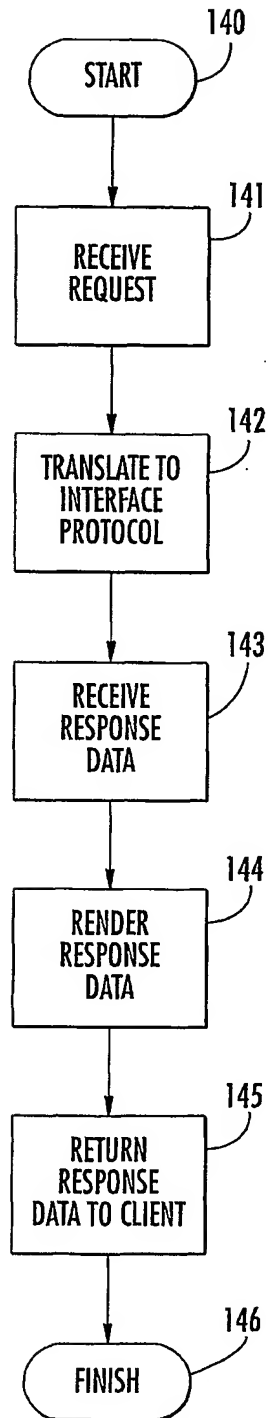 140
START
141
RECEIVE
REQUEST
142
TRANSLATE TO
INTERFACE
PROTOCOL
143
RECEIVE
RESPONSE
DATA
144
RENDER
RESPONSE
DATA
145
RETURN
RESPONSE
DATA TO CLIENT
146
FINISH